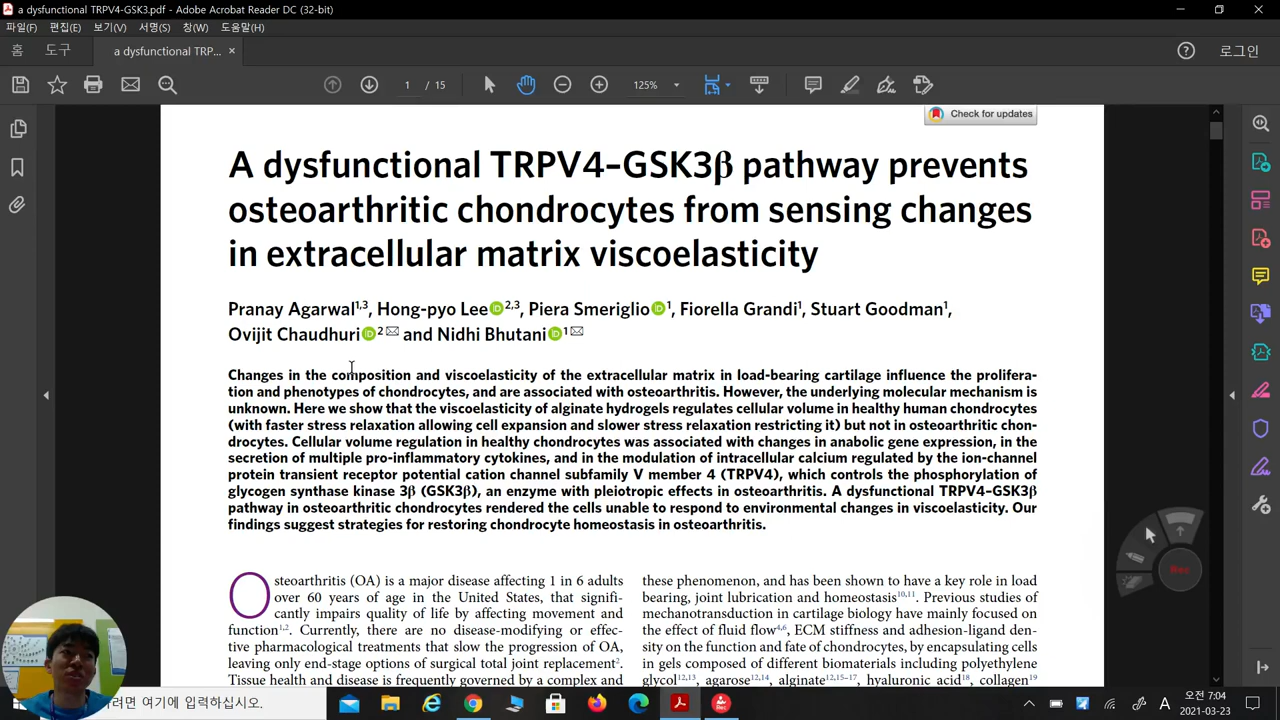 a dysfunctional TRPV4-GSK3.pdf - Adobe Acrobat Reader DC (32-bit)
파일(F) 편집(E) 보기(V) 서명(S) 창(W) 도움말(H)
홈 도구 a dysfunctional TRP... × 로그인
1 / 15 125%
Check for updates
A dysfunctional TRPV4–GSK3β pathway prevents
osteoarthritic chondrocytes from sensing changes
in extracellular matrix viscoelasticity
Pranay Agarwal1,3, Hong-pyo Lee iD 2,3, Piera Smeriglio iD 1, Fiorella Grandi1, Stuart Goodman1,
Ovijit Chaudhuri iD 2✉ and Nidhi Bhutani iD 1✉
Changes in the composition and viscoelasticity of the extracellular matrix in load-bearing cartilage influence the prolifera-
tion and phenotypes of chondrocytes, and are associated with osteoarthritis. However, the underlying molecular mechanism is
unknown. Here we show that the viscoelasticity of alginate hydrogels regulates cellular volume in healthy human chondrocytes
(with faster stress relaxation allowing cell expansion and slower stress relaxation restricting it) but not in osteoarthritic chon-
drocytes. Cellular volume regulation in healthy chondrocytes was associated with changes in anabolic gene expression, in the
secretion of multiple pro-inflammatory cytokines, and in the modulation of intracellular calcium regulated by the ion-channel
protein transient receptor potential cation channel subfamily V member 4 (TRPV4), which controls the phosphorylation of
glycogen synthase kinase 3β (GSK3β), an enzyme with pleiotropic effects in osteoarthritis. A dysfunctional TRPV4–GSK3β
pathway in osteoarthritic chondrocytes rendered the cells unable to respond to environmental changes in viscoelasticity. Our
findings suggest strategies for restoring chondrocyte homeostasis in osteoarthritis.
Osteoarthritis (OA) is a major disease affecting 1 in 6 adults
over 60 years of age in the United States, that signifi-
cantly impairs quality of life by affecting movement and
function1,2. Currently, there are no disease-modifying or effec-
tive pharmacological treatments that slow the progression of OA,
leaving only end-stage options of surgical total joint replacement2.
Tissue health and disease is frequently governed by a complex and
these phenomenon, and has been shown to have a key role in load
bearing, joint lubrication and homeostasis10,11. Previous studies of
mechanotransduction in cartilage biology have mainly focused on
the effect of fluid flow4,6, ECM stiffness and adhesion-ligand den-
sity on the function and fate of chondrocytes, by encapsulating cells
in gels composed of different biomaterials including polyethylene
glycol12,13, agarose12,14, alginate12,15–17, hyaluronic acid18, collagen19
Rec
려면 여기에 입력하십시오.
Rec
A
오전 7:04
2021-03-23